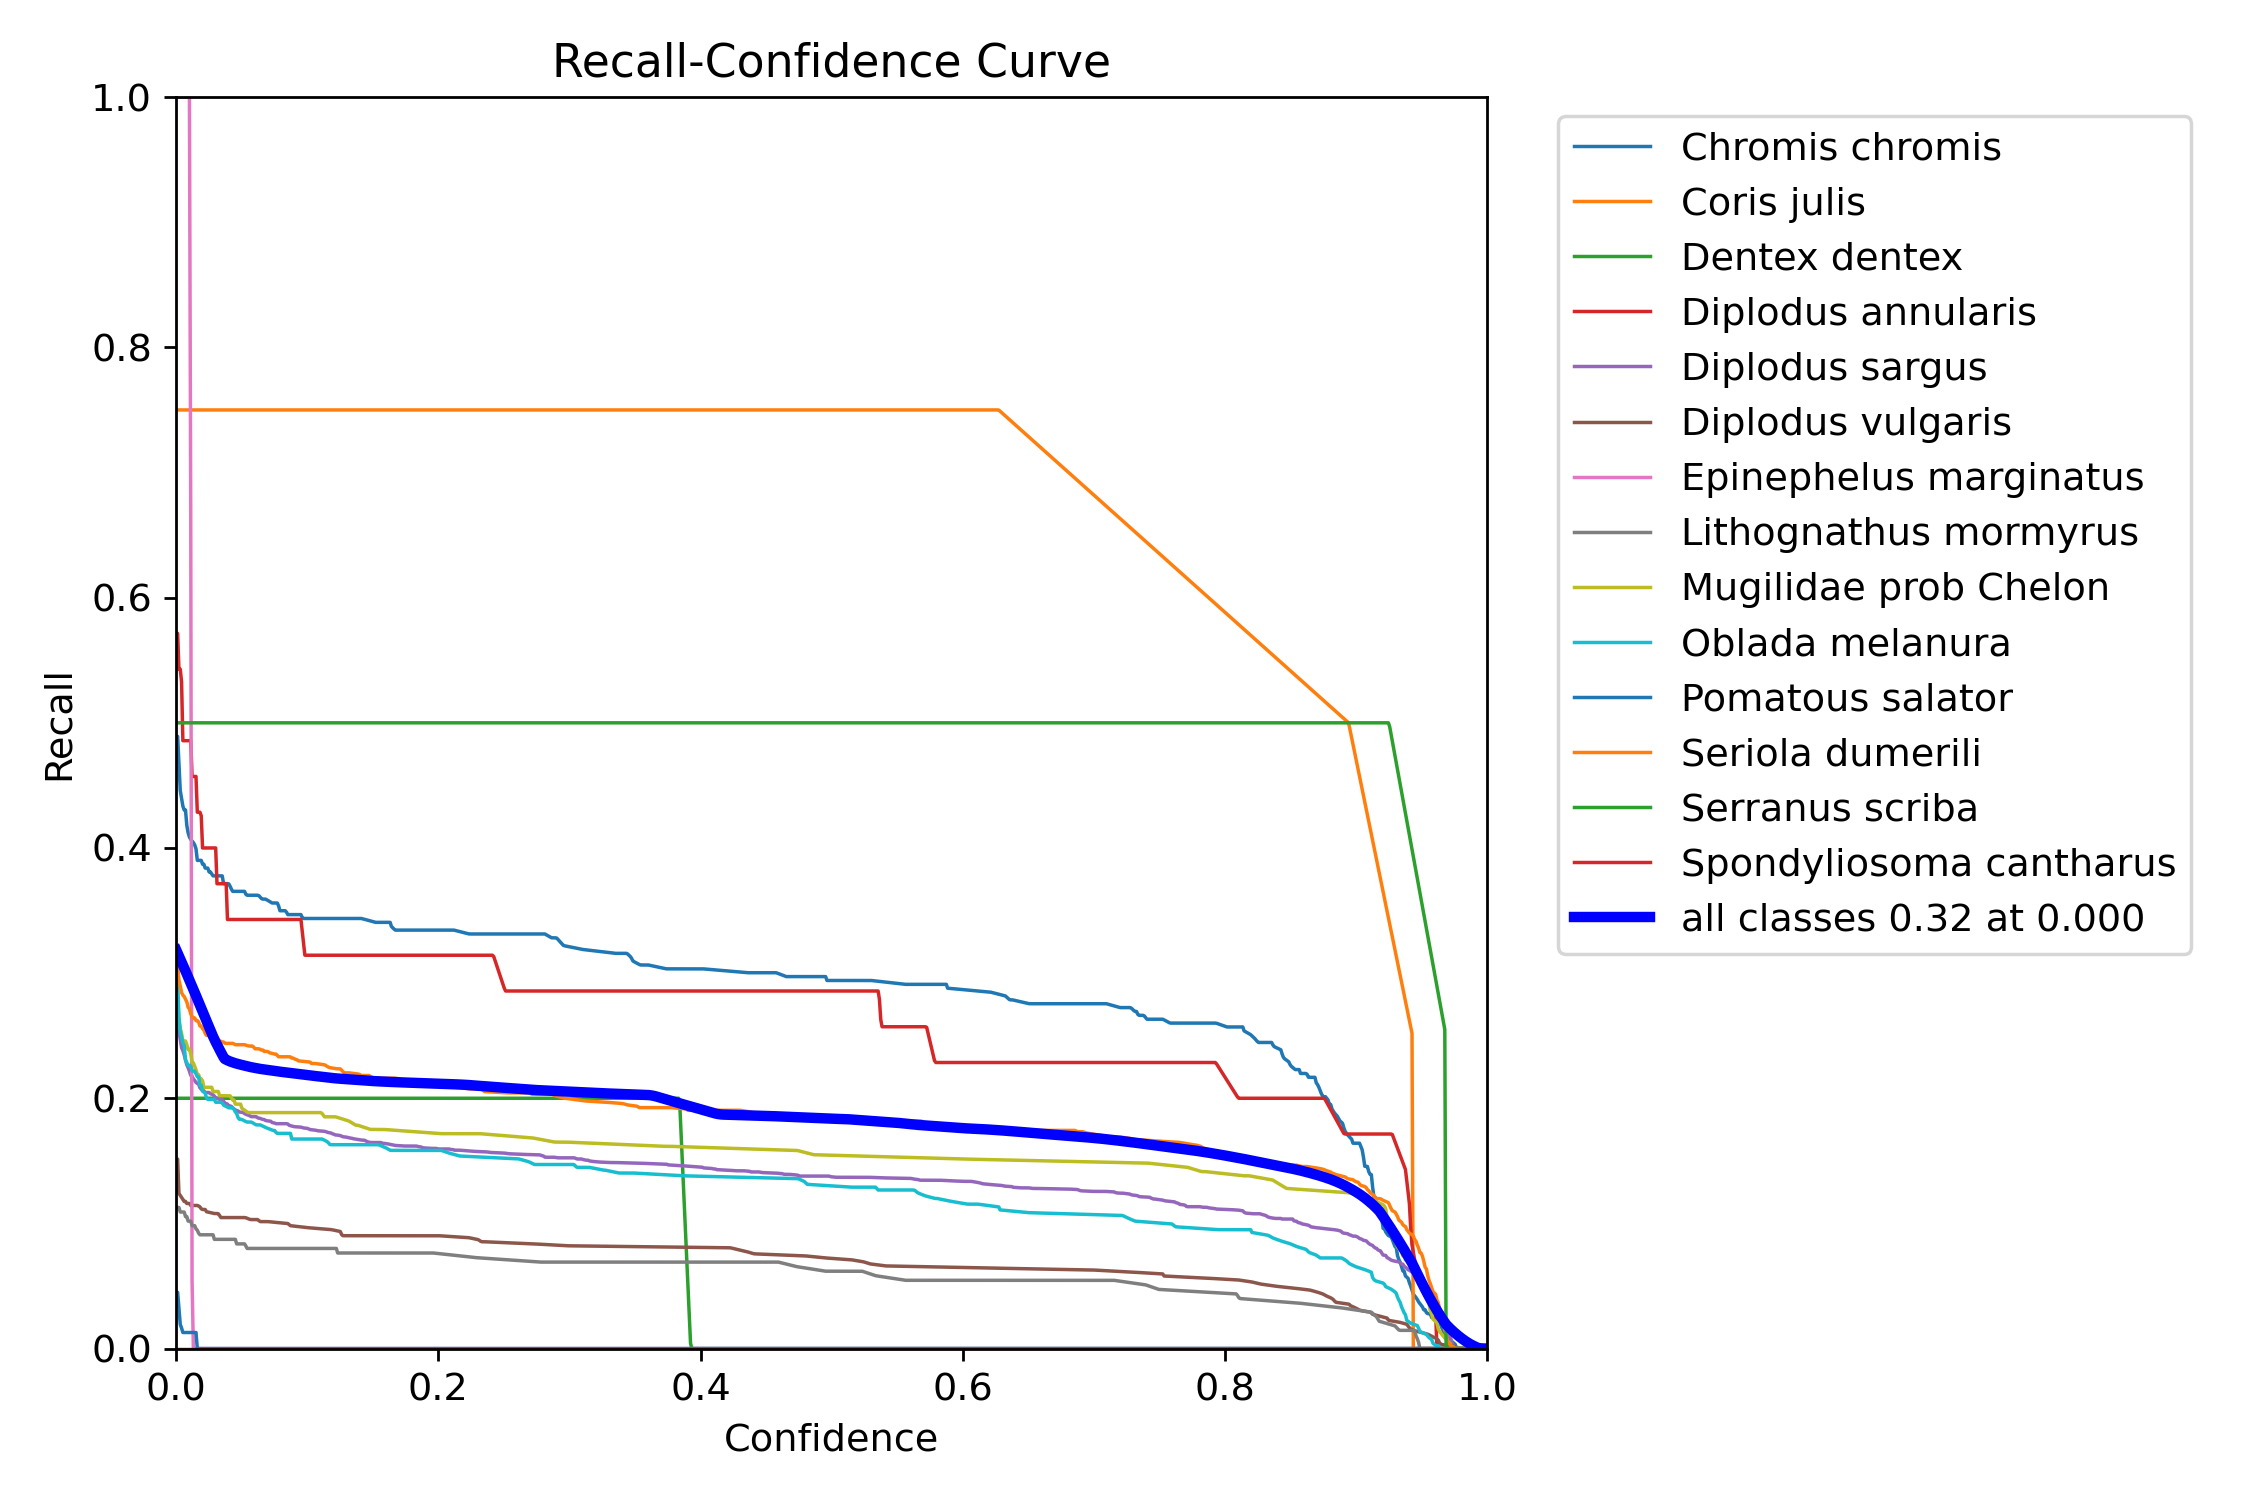 Recall-Confidence Curve
1.0
0.8
0.6
0.4
0.2
0.0
Recall
0.0 0.2 0.4 0.6 0.8 1.0
Confidence
Chromis chromis
Coris julis
Dentex dentex
Diplodus annularis
Diplodus sargus
Diplodus vulgaris
Epinephelus marginatus
Lithognathus mormyrus
Mugilidae prob Chelon
Oblada melanura
Pomatous salator
Seriola dumerili
Serranus scriba
Spondyliosoma cantharus
all classes 0.32 at 0.000